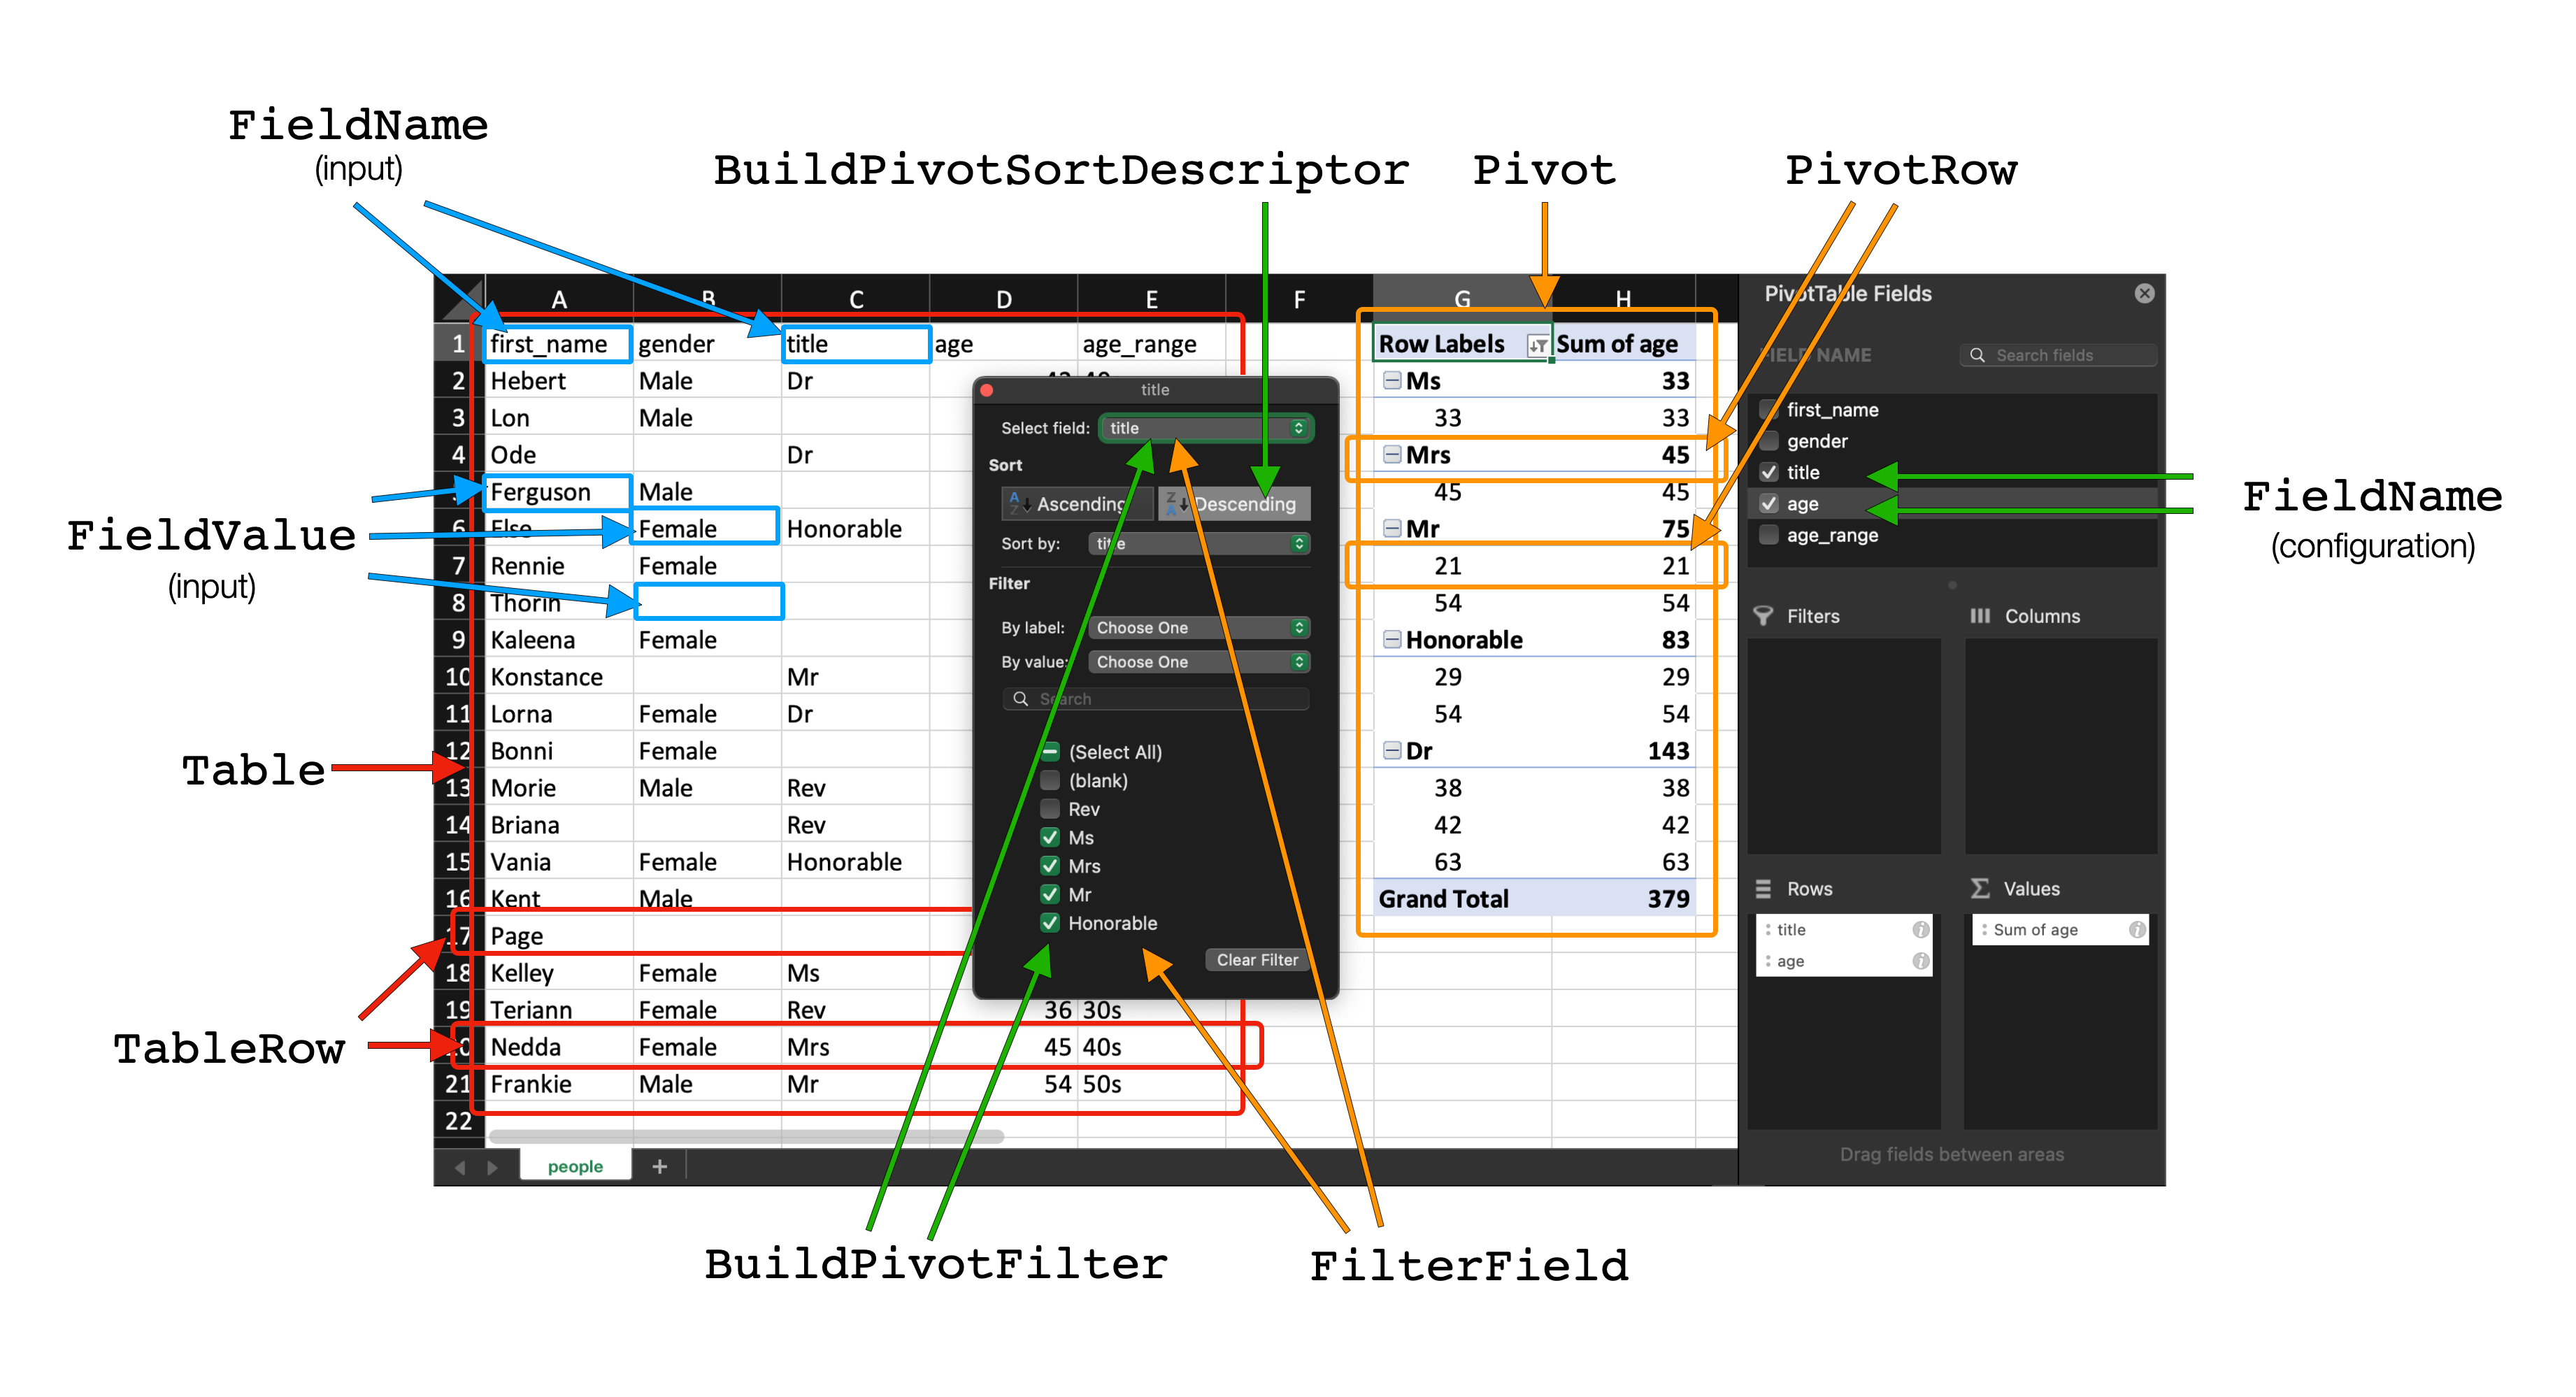 FieldName
(input)
BuildPivotSortDescriptor
Pivot
PivotRow
FieldName
(configuration)
FieldValue
(input)
Table
TableRow
BuildPivotFilter
FilterField
A B C D E F G H
1 first_name gender title age age_range Row Labels Sum of age
2 Hebert Male Dr Ms 33
3 Lon Male 33 33
4 Ode Dr Mrs 45
Ferguson Male 45 45
6 Else Female Honorable Mr 75
7 Rennie Female 21 21
8 Thorin 54 54
9 Kaleena Female Honorable 83
10 Konstance Mr 29 29
11 Lorna Female Dr 54 54
12 Bonni Female Dr 143
13 Morie Male Rev 38 38
14 Briana Rev 42 42
15 Vania Female Honorable 63 63
16 Kent Male Grand Total 379
17 Page
18 Kelley Female Ms
19 Teriann Female Rev 36 30s
Nedda Female Mrs 45 40s
21 Frankie Male Mr 54 50s
22
people +
title
Select field: title
Sort
Ascending Descending
Sort by: title
Filter
By label: Choose One
By value: Choose One
Search
(Select All)
(blank)
Rev
Ms
Mrs
Mr
Honorable
Clear Filter
PivotTable Fields
FIELD NAME Search fields
first_name
gender
title
age
age_range
Filters Columns
Rows Values
title Sum of age
age
Drag fields between areas